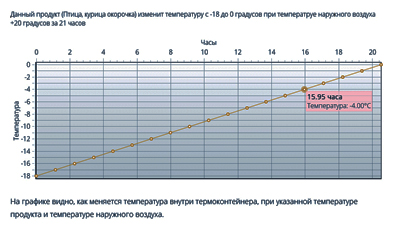 Данный продукт (Птица, курица окорочка) изменит температуру с -18 до 0 градусов при температруе наружного воздуха
+20 градусов за 21 часов
Часы
0 2 4 6 8 10 12 14 16 18 20
0
-2
-4
-6
-8
-10
-12
-14
-16
-18
Температура
15.95 часа
Температура: -4.00°C
На графике видно, как меняется температура внутри термоконтейнера, при указанной температуре
продукта и температуре наружного воздуха.